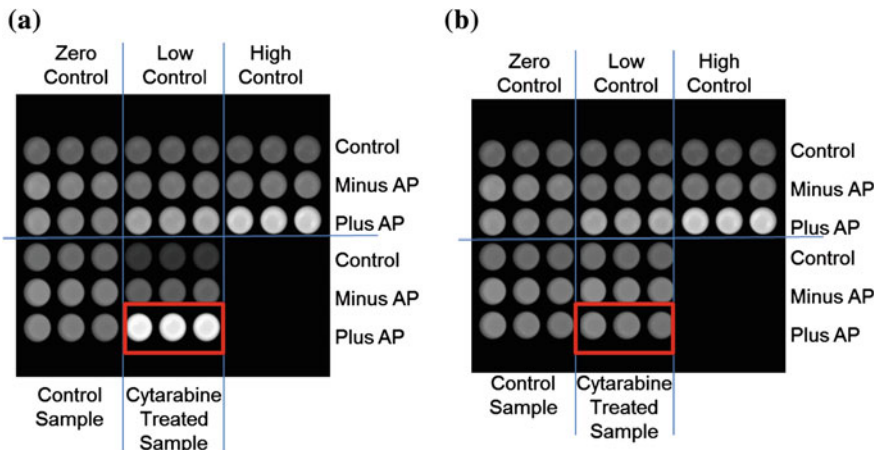 (a)
Zero Control
Low Control
High Control
Control
Minus AP
Plus AP
Control
Minus AP
Plus AP
Control Sample
Cytarabine Treated Sample
(b)
Zero Control
Low Control
High Control
Control
Minus AP
Plus AP
Control
Minus AP
Plus AP
Control Sample
Cytarabine Treated Sample